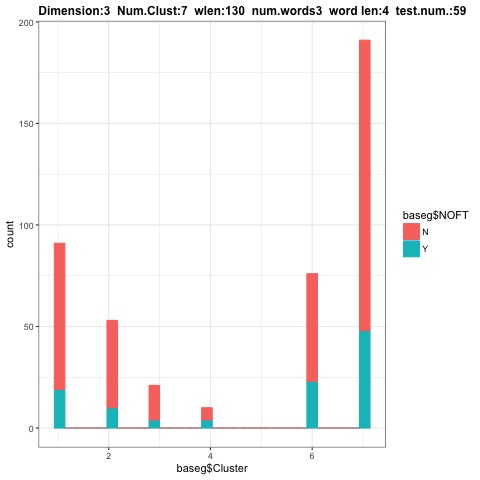 Dimension:3 Num.Clust:7 wlen:130 num.words3 word len:4 test.num.:59
200
150
100
50
0
count
2 4 6
baseg$Cluster
baseg$NOFT
N
Y